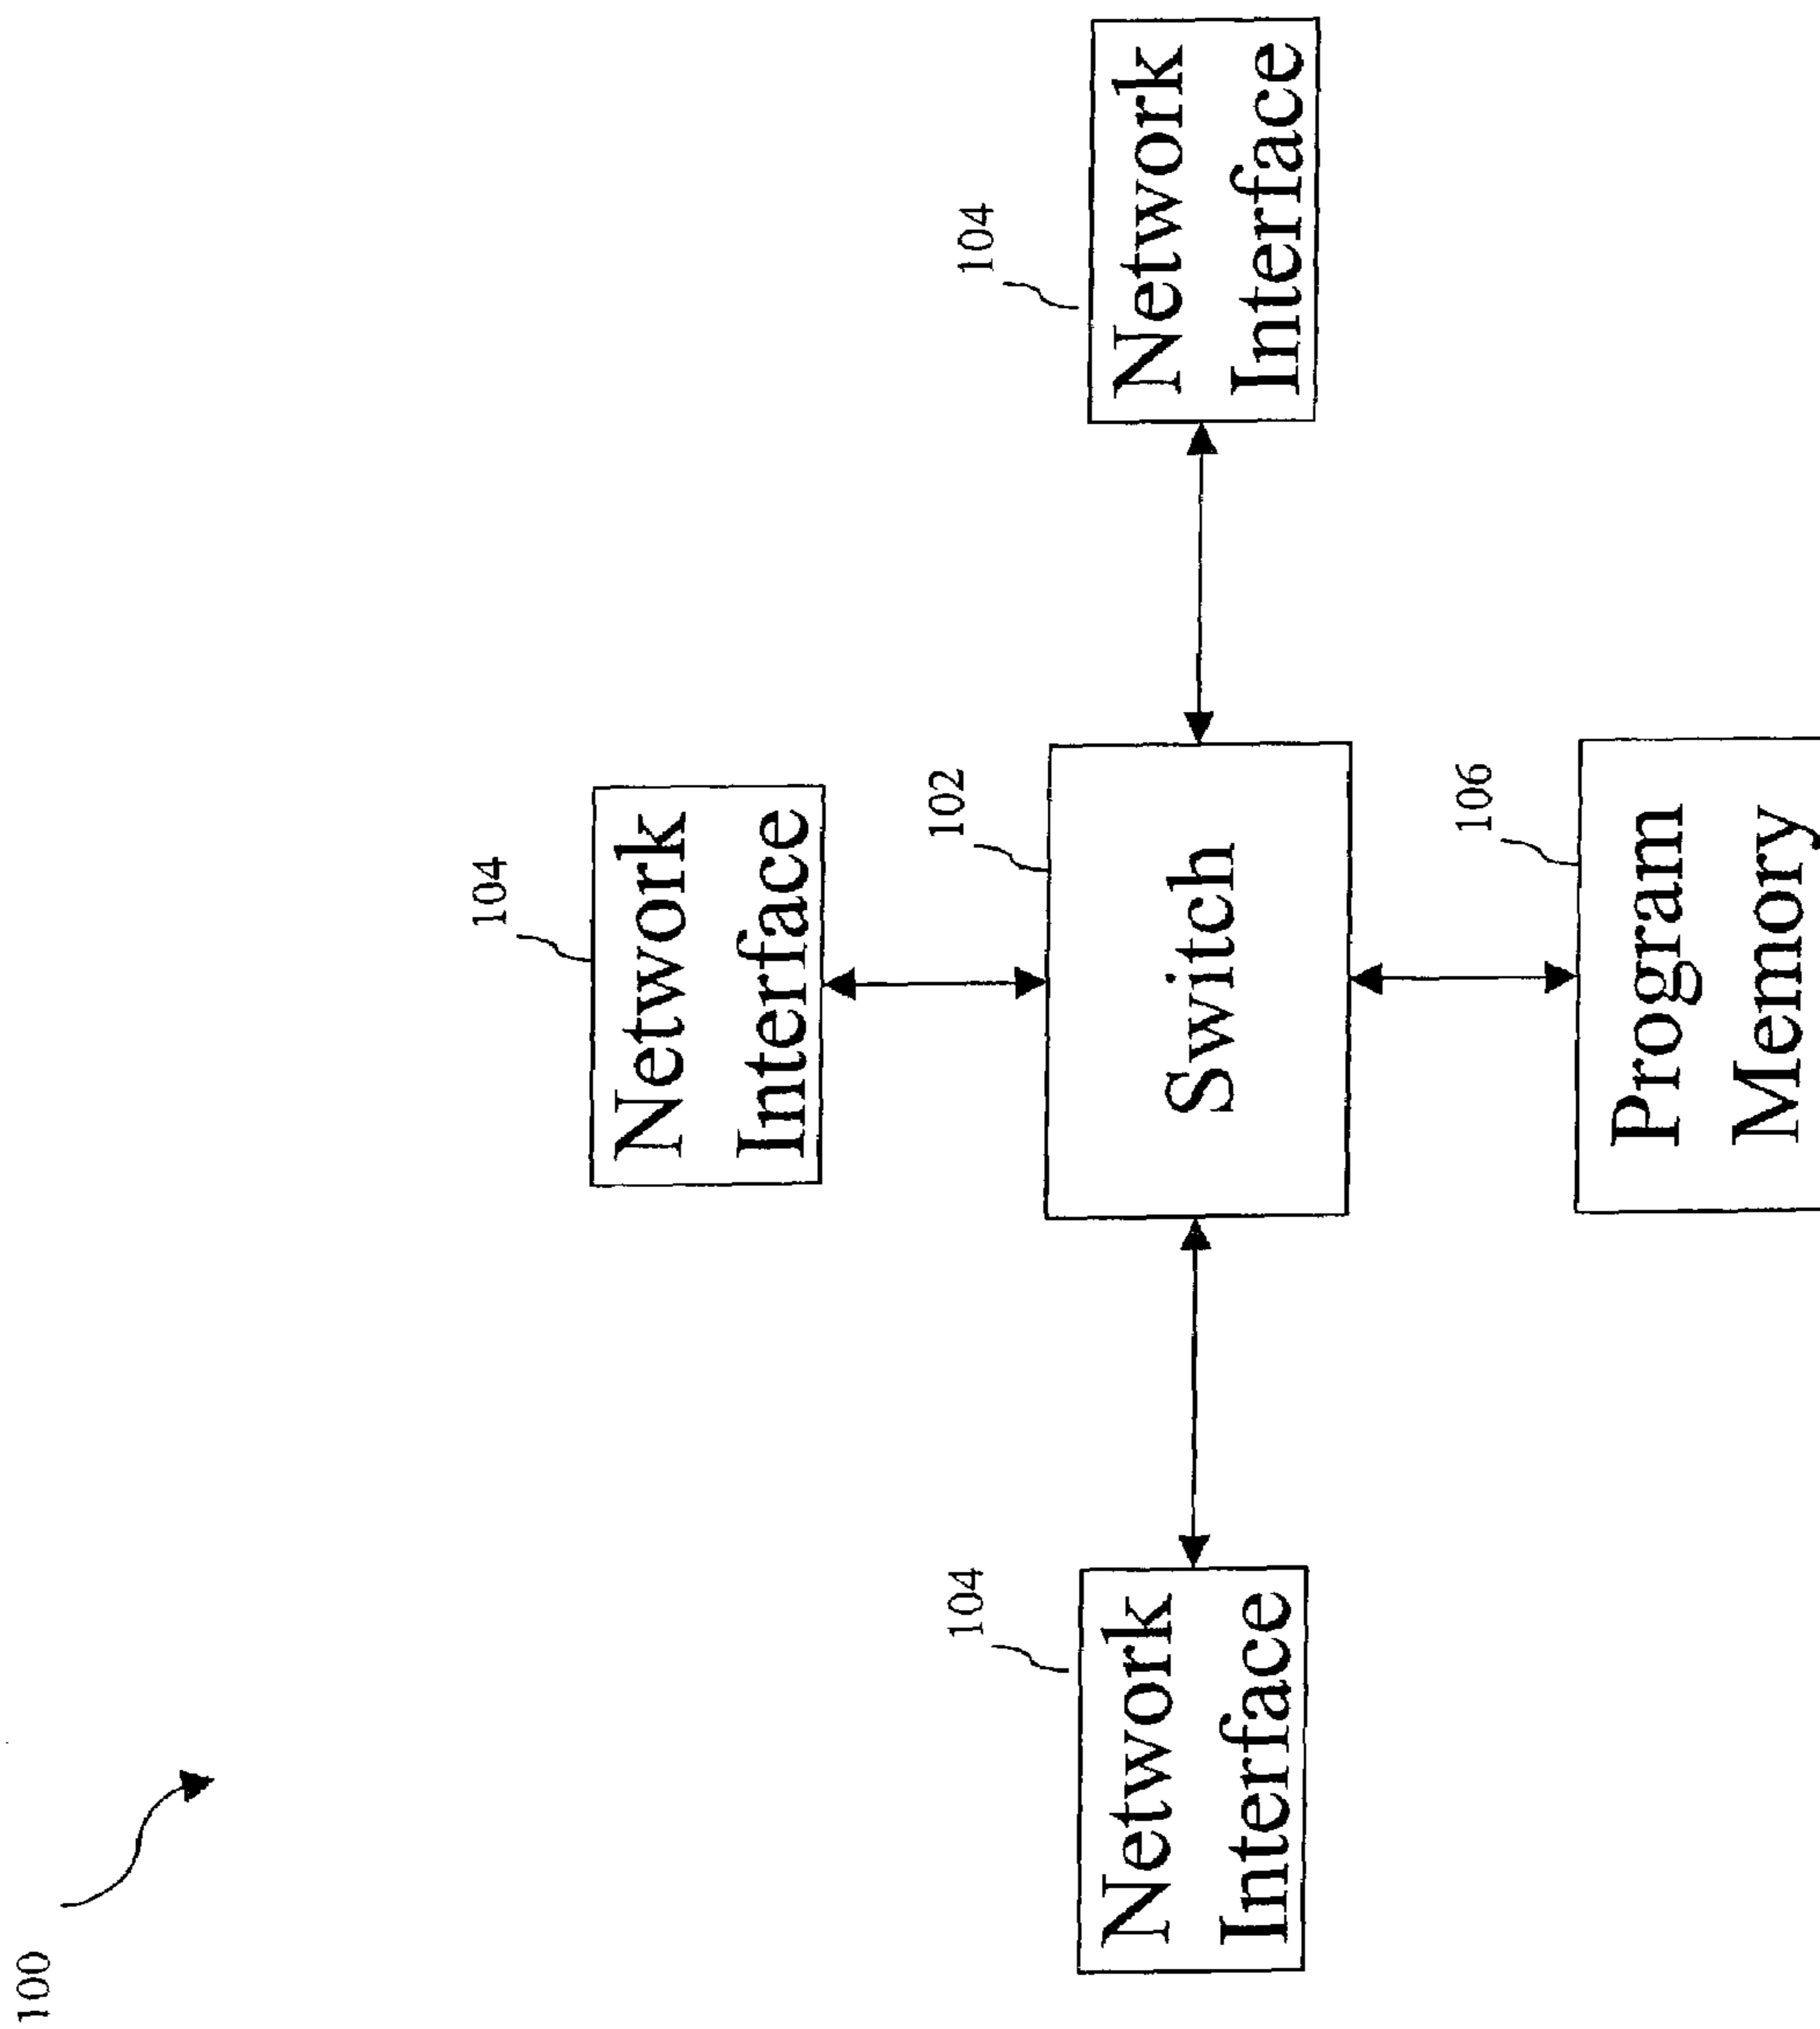 100
104
Network
Interface
104
Network
Interface
102
Switch
104
Network
Interface
106
Program
Memory